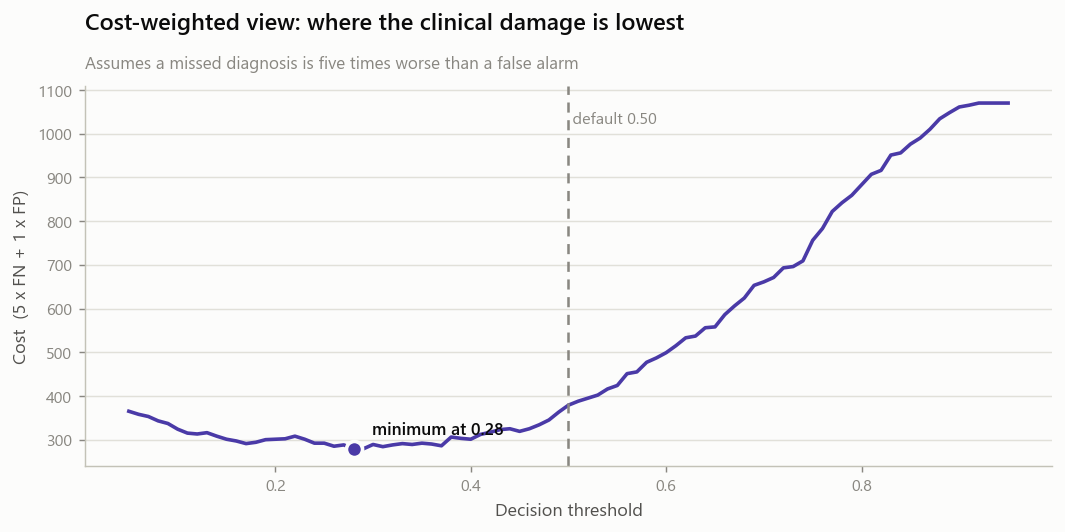 Cost-weighted view: where the clinical damage is lowest
Assumes a missed diagnosis is five times worse than a false alarm
1100
1000
900
800
700
600
500
400
300
Cost (5 x FN + 1 x FP)
default 0.50
minimum at 0.28
0.2
0.4
0.6
0.8
Decision threshold